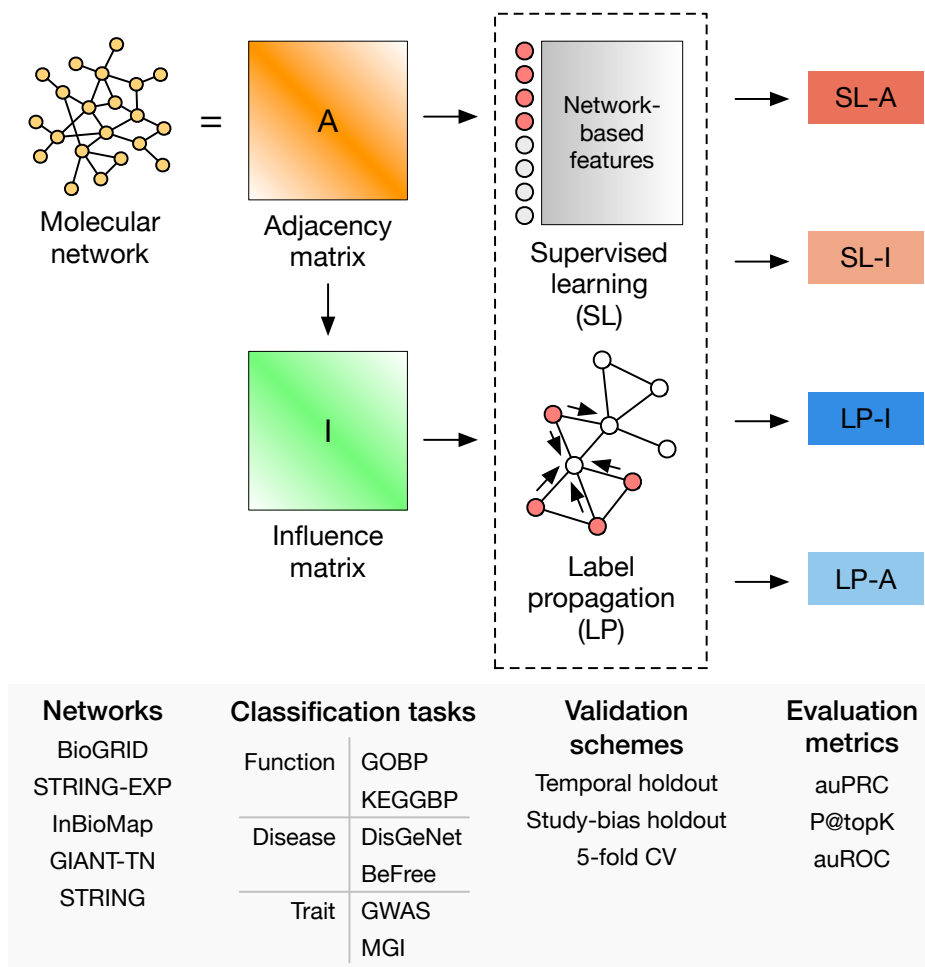 Molecular
network
=
A
Adjacency
matrix
I
Influence
matrix
Network-
based
features
Supervised
learning
(SL)
Label
propagation
(LP)
SL-A
SL-I
LP-I
LP-A
Networks
BioGRID
STRING-EXP
InBioMap
GIANT-TN
STRING
Classification tasks
Function
GOBP
KEGGBP
Disease
DisGeNet
BeFree
Trait
GWAS
MGI
Validation
schemes
Temporal holdout
Study-bias holdout
5-fold CV
Evaluation
metrics
auPRC
P@topK
auROC